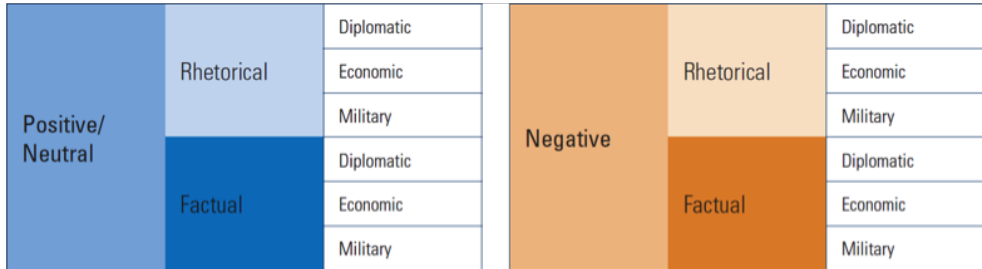 Positive/
Neutral
Rhetorical
Diplomatic
Economic
Military
Factual
Diplomatic
Economic
Military
Negative
Rhetorical
Diplomatic
Economic
Military
Factual
Diplomatic
Economic
Military